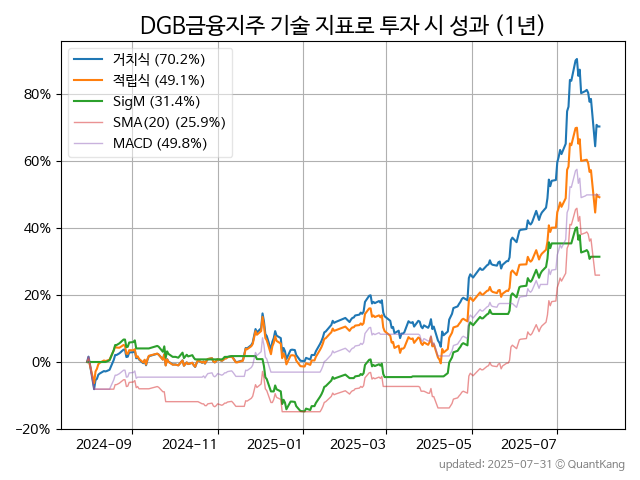 DGB금융지주 기술 지표로 투자 시 성과 (1년)
거치식 (70.2%)
적립식 (49.1%)
SigM (31.4%)
SMA(20) (25.9%)
MACD (49.8%)
80%
60%
40%
20%
0%
−20%
2024-09 2024-11 2025-01 2025-03 2025-05 2025-07
updated: 2025-07-31 © QuantKang